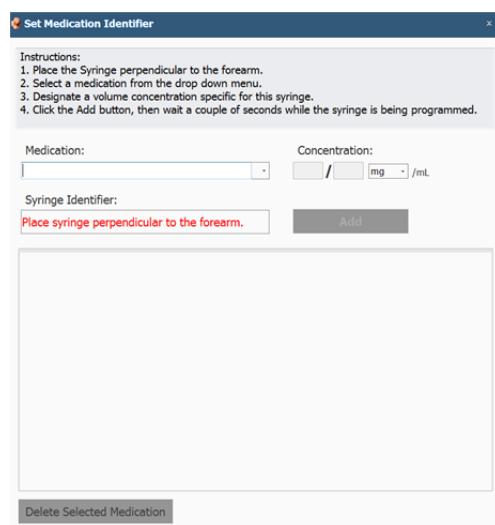 Set Medication Identifier
Instructions:
1. Place the Syringe perpendicular to the forearm.
2. Select a medication from the drop down menu.
3. Designate a volume concentration specific for this syringe.
4. Click the Add button, then wait a couple of seconds while the syringe is being programmed.
Medication:
Concentration:
/ mg /mL
Syringe Identifier:
Place syringe perpendicular to the forearm.
Add
Delete Selected Medication